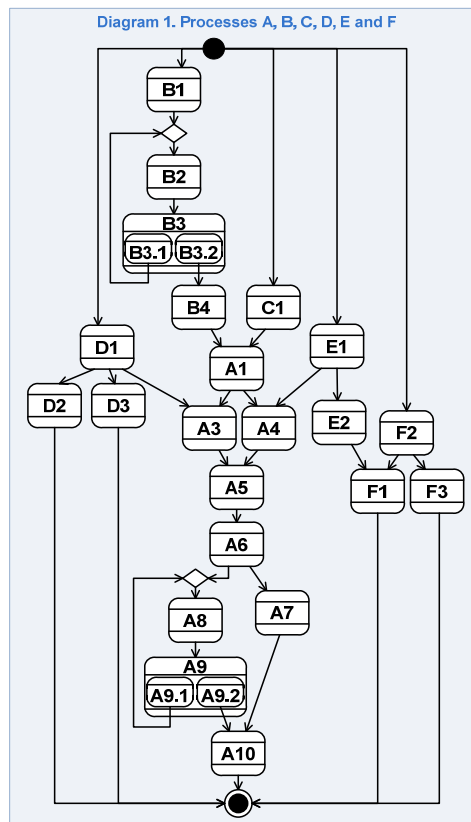 Diagram 1. Processes A, B, C, D, E and F
B1
B2
B3
B3.1 B3.2
B4 C1
D1 E1
A1
D2 D3 A3 A4 E2 F2
A5 F1 F3
A6
A8 A7
A9
A9.1 A9.2
A10